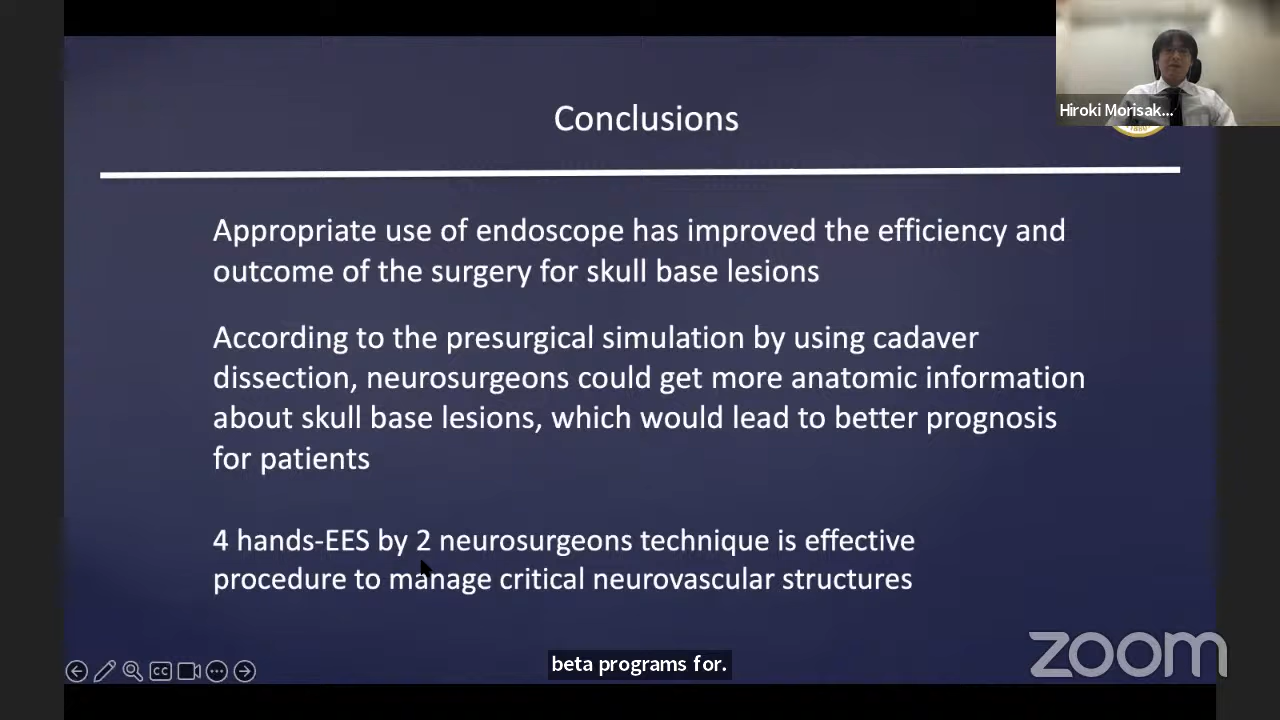 Conclusions
Hiroki Morisak...
Appropriate use of endoscope has improved the efficiency and
outcome of the surgery for skull base lesions
According to the presurgical simulation by using cadaver
dissection, neurosurgeons could get more anatomic information
about skull base lesions, which would lead to better prognosis
for patients
4 hands-EES by 2 neurosurgeons technique is effective
procedure to manage critical neurovascular structures
CC
beta programs for.
zoom